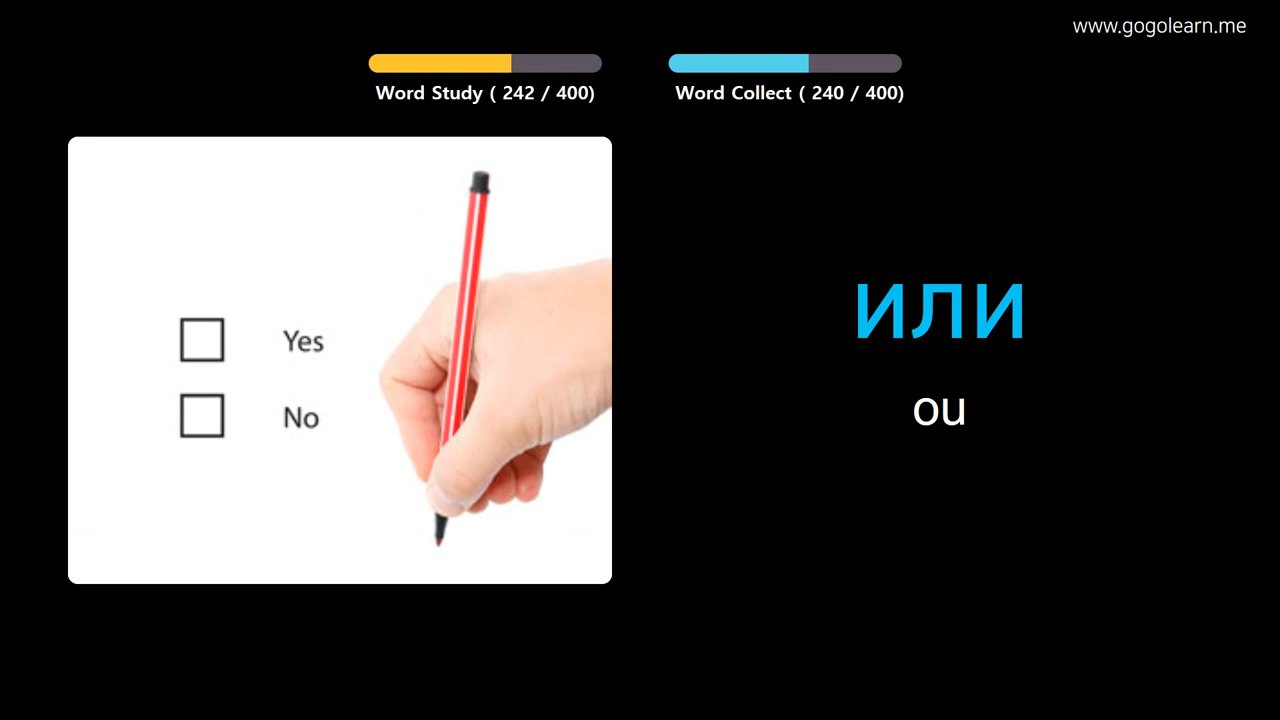 www.gogolearn.me
Word Study ( 242 / 400)
Word Collect ( 240 / 400)
Yes
No
или
ou